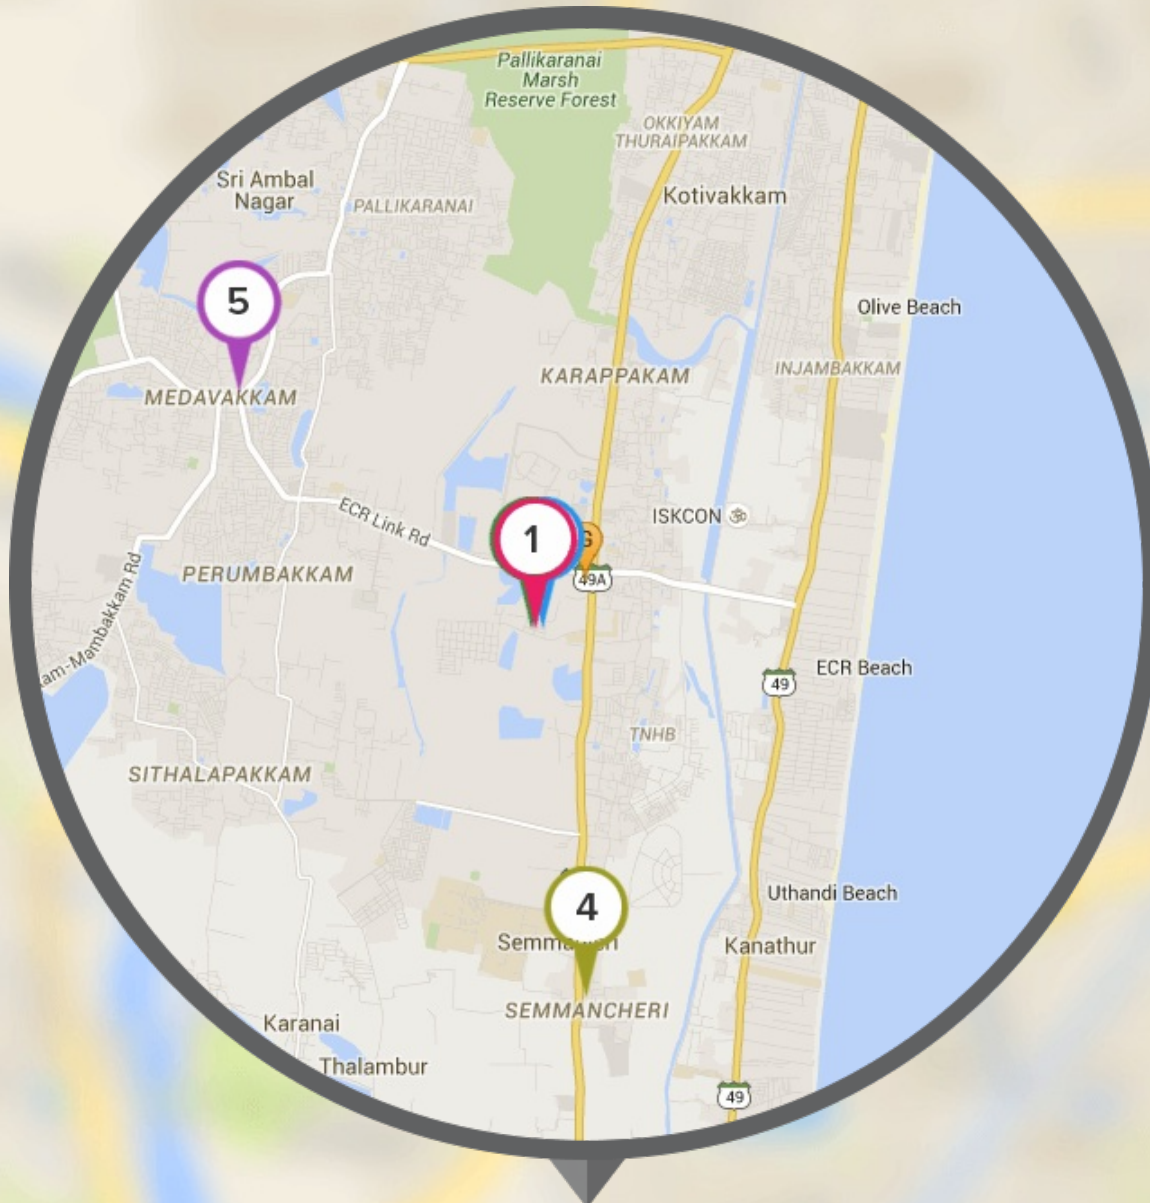 Pallikaranai
Marsh
Reserve Forest
OKKIYAM
THURAIPAKKAM
Sri Ambal
Nagar
PALLIKARANAI
Kotivakkam
5
Olive Beach
KARAPPAKAM
INJAMBAKKAM
MEDAVAKKAM
ECR Link Rd
ISKCON
1
49A
PERUMBAKKAM
am-Mambakkam Rd
ECR Beach
49
TNHB
SITHALAPAKKAM
4
Uthandi Beach
Kanathur
SEMMANCHERI
Karanai
Thalambur
49